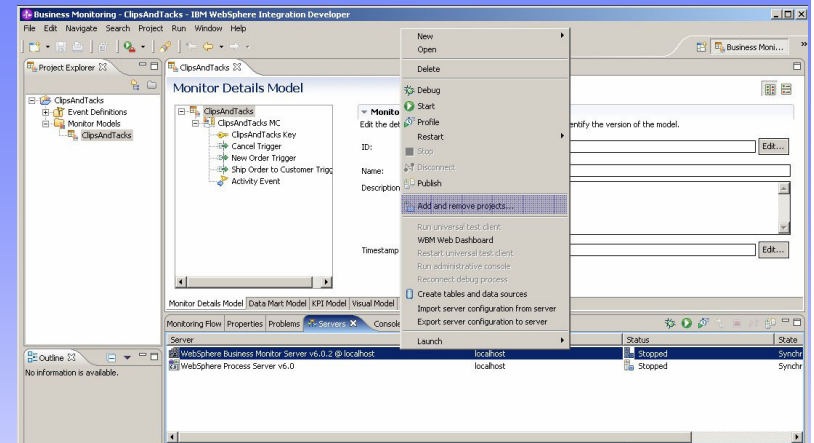 Business Monitoring - ClipsAndTacks - IBM WebSphere Integration Developer
File Edit Navigate Search Project Run Window Help
Business Moni...
Project Explorer
ClipsAndTacks
Event Definitions
Monitor Models
ClipsAndTacks
ClipsAndTacks
Monitor Details Model
ClipsAndTacks
ClipsAndTacks MC
ClipsAndTacks Key
Cancel Trigger
New Order Trigger
Ship Order to Customer Trigg
Activity Event
Monito
Edit the det
entify the version of the model.
ID:
Edit...
Name:
Description
Timestamp
Edit...
New
Open
Delete
Debug
Start
Profile
Restart
Stop
Disconnect
Publish
Add and remove projects...
Run universal test client
WBM Web Dashboard
Restart universal test client
Run administrative console
Reconnect debug process
Create tables and data sources
Import server configuration from server
Export server configuration to server
Launch
Monitor Details Model Data Mart Model KPI Model Visual Model
Monitoring Flow Properties Problems Servers Console
Server Status State
WebSphere Business Monitor Server v6.0.2 @ localhost localhost Stopped Synchr
WebSphere Process Server v6.0 localhost Stopped Synchr
Outline
No information is available.